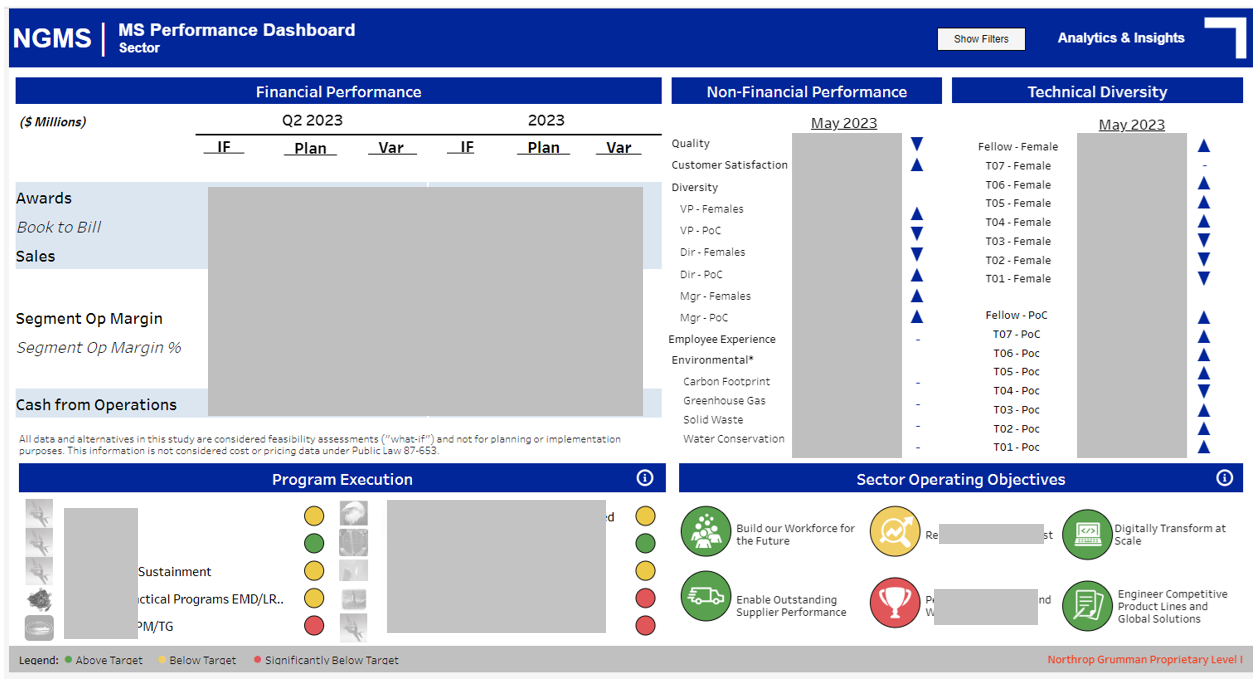 NGMS
MS Performance Dashboard
Sector
Show Filters
Analytics & Insights
Financial Performance
($ Millions)
Q2 2023
2023
IF
Plan
Var
IF
Plan
Var
Awards
Book to Bill
Sales
Segment Op Margin
Segment Op Margin %
Cash from Operations
All data and alternatives in this study are considered feasibility assessments ("what-if") and not for planning or implementation
purposes. This information is not considered cost or pricing data under Public Law 87-653.
Non-Financial Performance
May 2023
Quality
Customer Satisfaction
Diversity
VP - Females
VP - PoC
Dir - Females
Dir - PoC
Mgr - Females
Mgr - PoC
Employee Experience -
Environmental*
Carbon Footprint -
Greenhouse Gas -
Solid Waste -
Water Conservation -
Technical Diversity
May 2023
Fellow - Female
T07 - Female -
T06 - Female
T05 - Female
T04 - Female
T03 - Female
T02 - Female
T01 - Female
Fellow - PoC
T07 - PoC
T06 - Poc
T05 - Poc
T04 - Poc
T03 - Poc
T02 - Poc
T01 - Poc
Program Execution
Sustainment
actical Programs EMD/LR..
PM/TG
ed
Sector Operating Objectives
Build our Workforce for
the Future
Re st
Digitally Transform at
Scale
Enable Outstanding
Supplier Performance
nd
W
Engineer Competitive
Product Lines and
Global Solutions
Legend: Above Target Below Target Significantly Below Target
Northrop Grumman Proprietary Level I